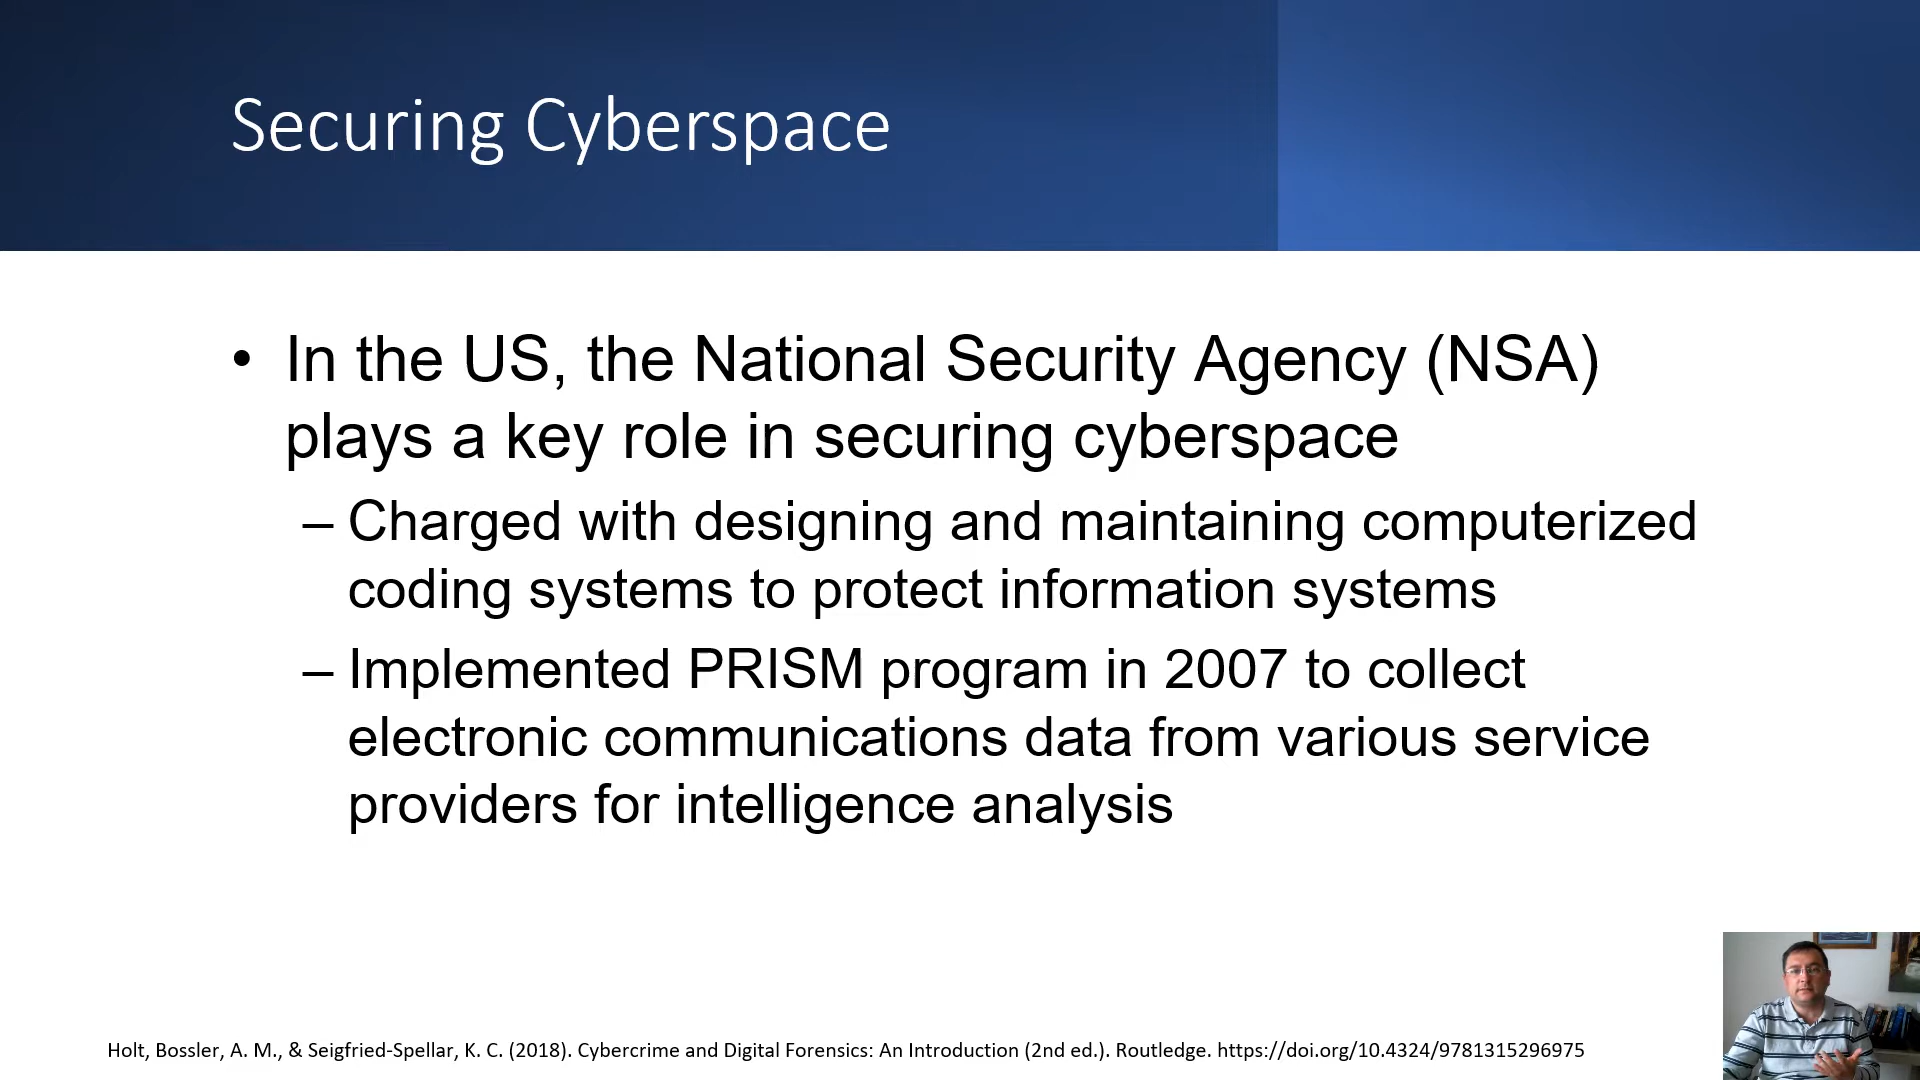 Securing Cyberspace
• In the US, the National Security Agency (NSA)
plays a key role in securing cyberspace
– Charged with designing and maintaining computerized
coding systems to protect information systems
– Implemented PRISM program in 2007 to collect
electronic communications data from various service
providers for intelligence analysis
Holt, Bossler, A. M., & Seigfried-Spellar, K. C. (2018). Cybercrime and Digital Forensics: An Introduction (2nd ed.). Routledge. https://doi.org/10.4324/9781315296975